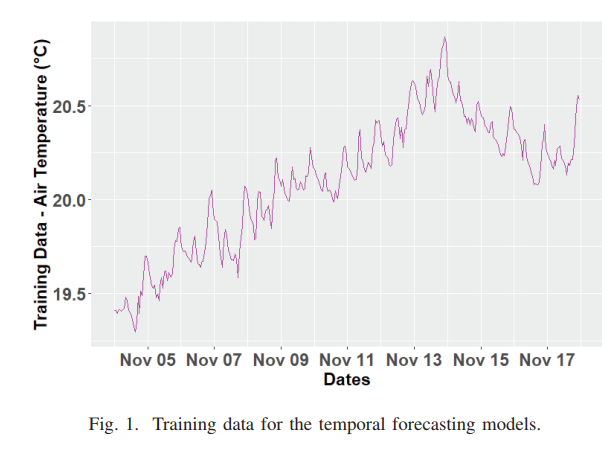 Training Data - Air Temperature (°C)
20.5
20.0
19.5
Nov 05 Nov 07 Nov 09 Nov 11 Nov 13 Nov 15 Nov 17
Dates
Fig. 1. Training data for the temporal forecasting models.